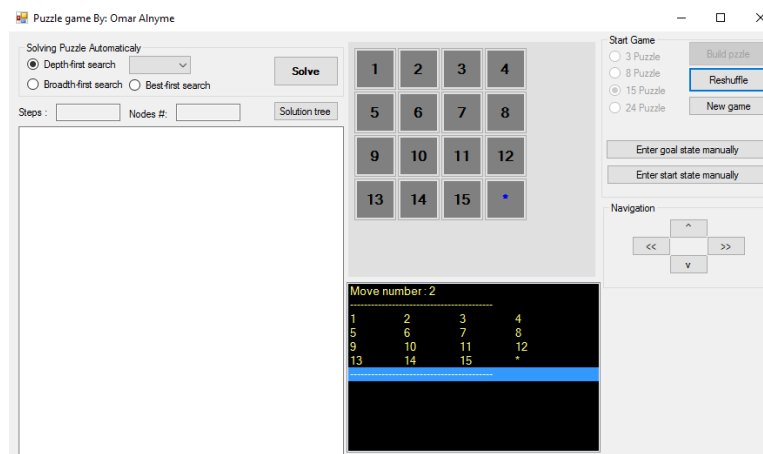 Puzzle game By: Omar Alnyme
Solving Puzzle Automaticaly
Depth-first search
Broadth-first search Best-first search
Solve
Steps : Nodes #: Solution tree
1 2 3 4
5 6 7 8
9 10 11 12
13 14 15 *
Move number : 2
-----------------------------------------
1 2 3 4
5 6 7 8
9 10 11 12
13 14 15 *
-----------------------------------------
Start Game
3 Puzzle
8 Puzzle
15 Puzzle
24 Puzzle
Build pzzle
Reshuffle
New game
Enter goal state manually
Enter start state manually
Navigation
^
<< >>
v